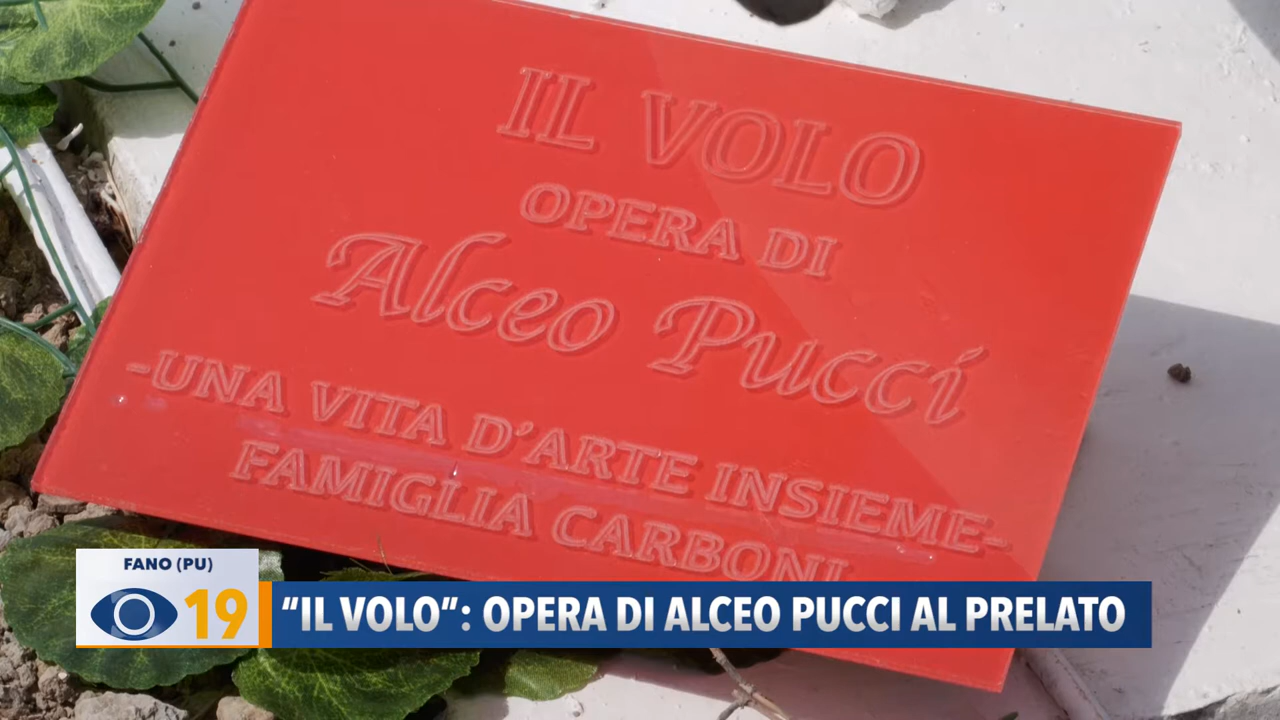 IL VOLO
OPERA DI
Alceo Pucci
-UNA VITA D'ARTE INSIEME-
FAMIGLIA CARBONI
FANO (PU)
19
“IL VOLO”: OPERA DI ALCEO PUCCI AL PRELATO